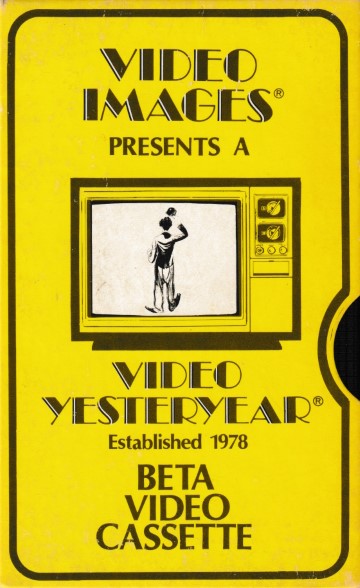 VIDEO
IMAGES®
PRESENTS A
VIDEO
YESTERYEAR®
Established 1978
BETA
VIDEO
CASSETTE